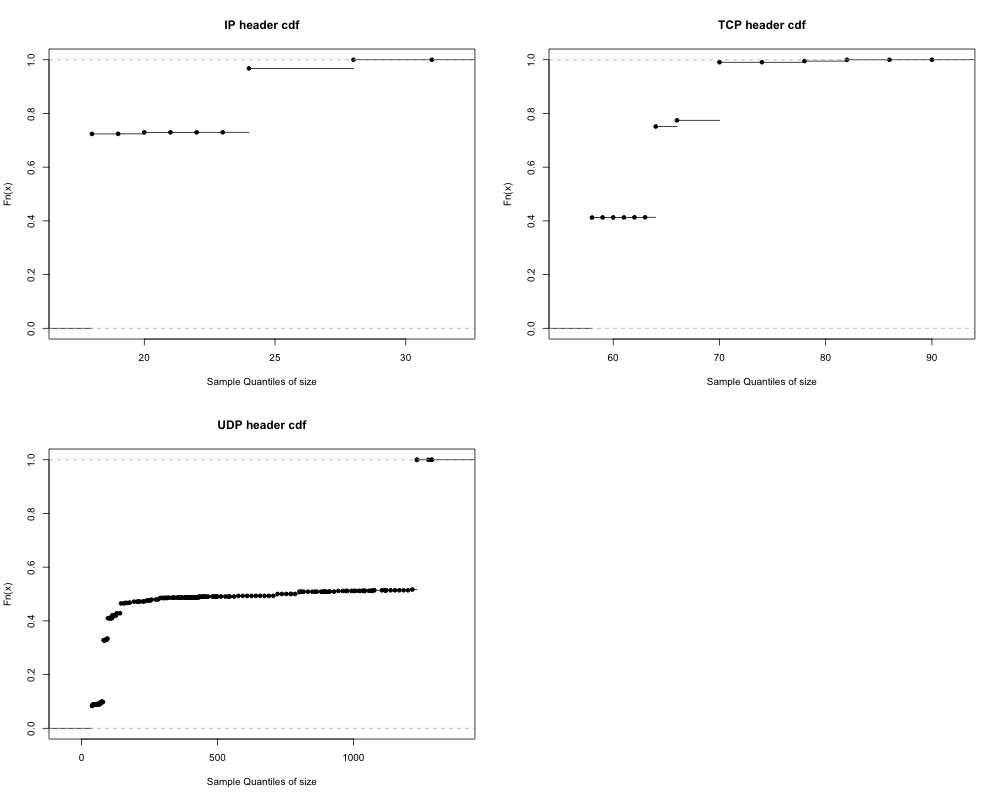 IP header cdf
1.0
0.8
0.6
0.4
0.2
0.0
Fn(x)
20 25 30
Sample Quantiles of size
TCP header cdf
1.0
0.8
0.6
0.4
0.2
0.0
Fn(x)
60 70 80 90
Sample Quantiles of size
UDP header cdf
1.0
0.8
0.6
0.4
0.2
0.0
Fn(x)
0 500 1000
Sample Quantiles of size